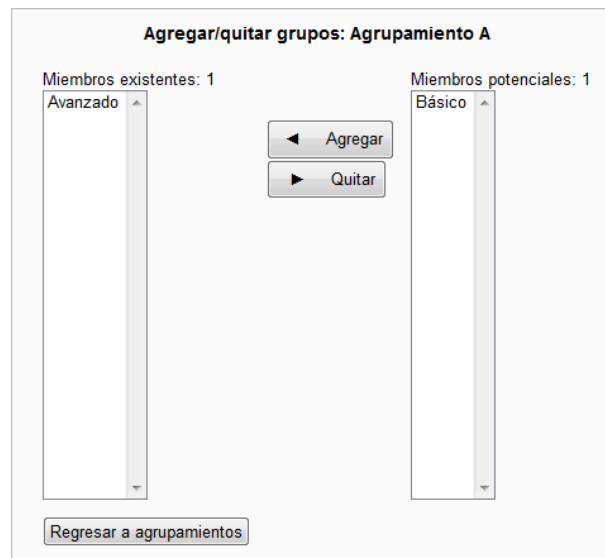 Agregar/quitar grupos: Agrupamiento A
Miembros existentes: 1
Avanzado
Agregar
Quitar
Miembros potenciales: 1
Básico
Regresar a agrupamientos